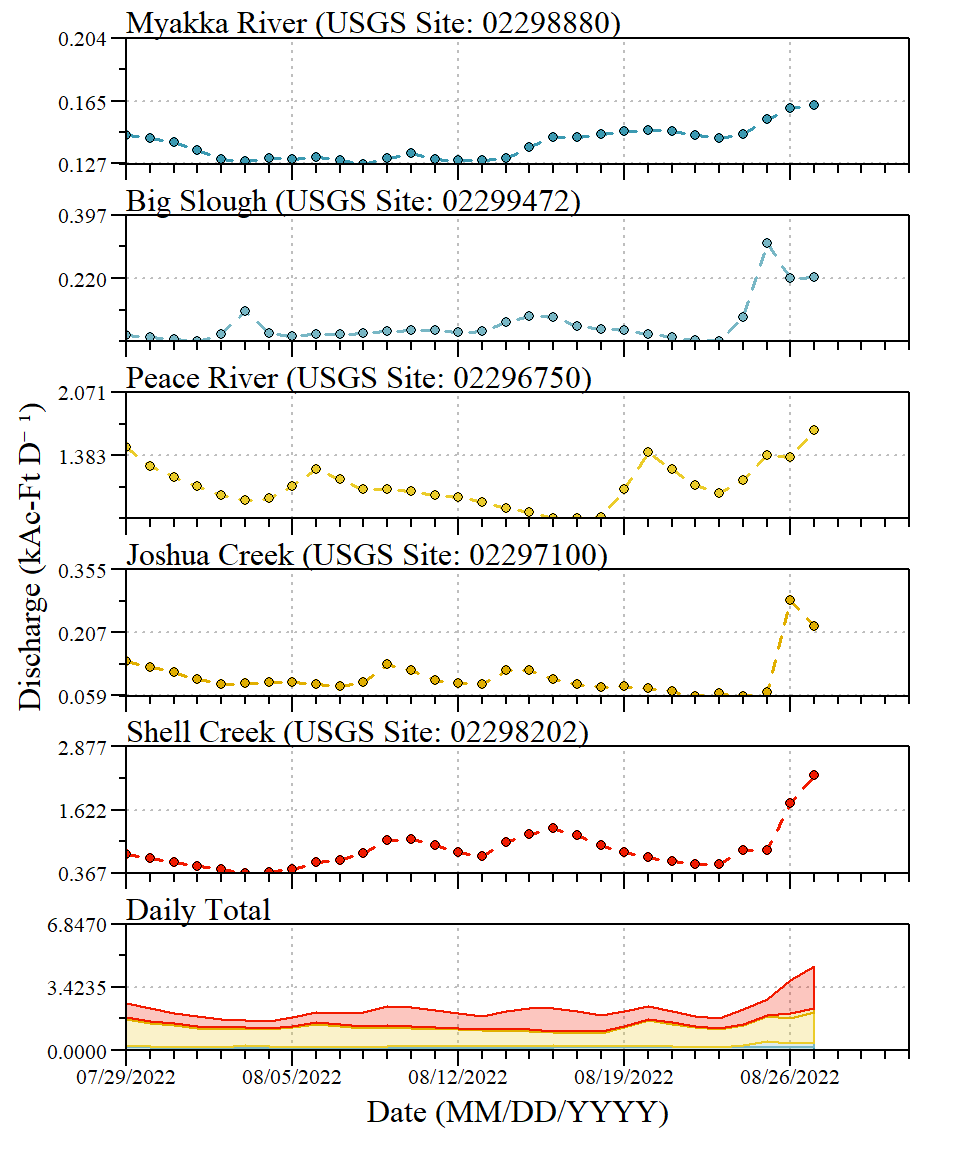 Myakka River (USGS Site: 02298880)
0.204
0.165
0.127
Big Slough (USGS Site: 02299472)
0.397
0.220
Peace River (USGS Site: 02296750)
2.071
1.383
Joshua Creek (USGS Site: 02297100)
0.355
0.207
0.059
Shell Creek (USGS Site: 02298202)
2.877
1.622
0.367
Daily Total
6.8470
3.4235
0.0000
07/29/2022 08/05/2022 08/12/2022 08/19/2022 08/26/2022
Date (MM/DD/YYYY)
Discharge (kAc-Ft D⁻¹)